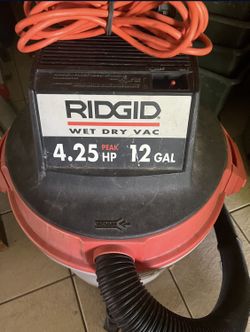 RIDGID
WET DRY VAC
4.25 PEAK HP 12 GAL